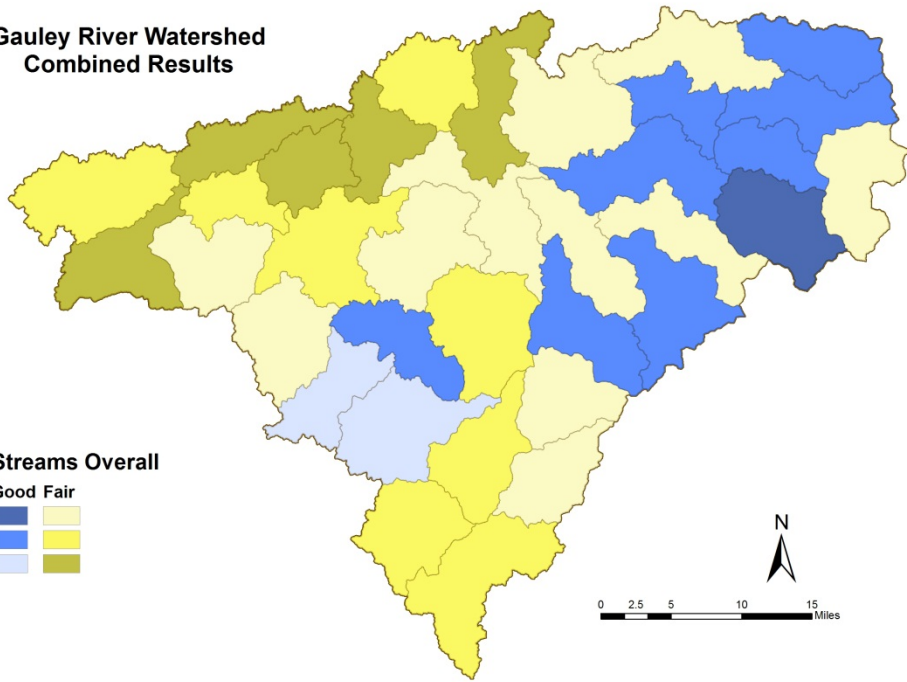 Gauley River Watershed
Combined Results
Streams Overall
Good Fair
N
0 2.5 5 10 15
Miles